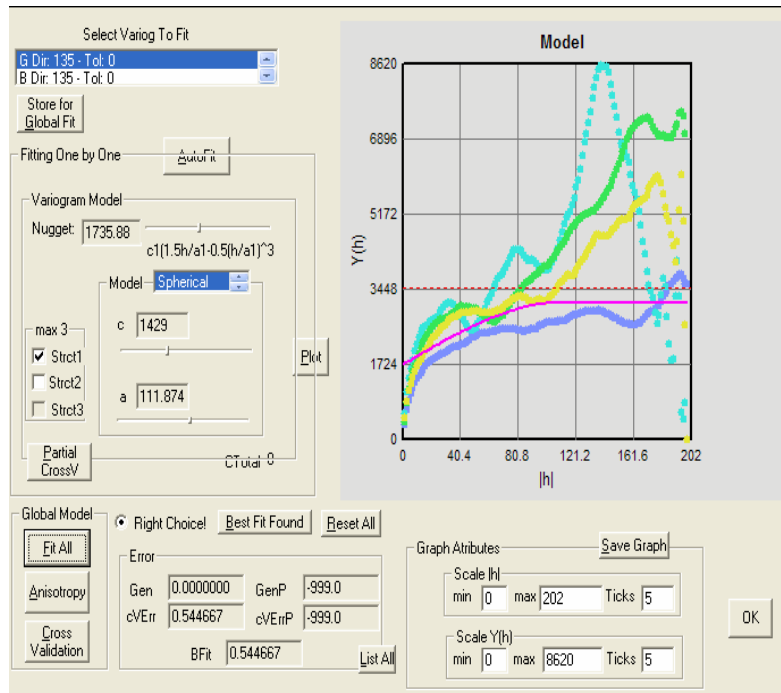 Select Variog To Fit
G Dir: 135 - Tol: 0
B Dir: 135 - Tol: 0
Store for
Global Fit
Fitting One by One
AutoFit
Variogram Model
Nugget: 1735.88
c1(1.5h/a1-0.5(h/a1)^3
Model Spherical
max 3
Strct1
Strct2
Strct3
c 1429
a 111.874
Plot
Partial
CrossV
CTotal 0
Model
8620
6896
5172
3448
1724
0
Y(h)
0 40.4 80.8 121.2 161.6 202
|h|
Global Model
Fit All
Anisotropy
Cross
Validation
Right Choice! Best Fit Found Reset All
Error
Gen 0.0000000 GenP -999.0
cVErr 0.544667 cVErrP -999.0
BFit 0.544667
List All
Graph Atributes
Save Graph
Scale |h|
min 0 max 202 Ticks 5
Scale Y(h)
min 0 max 8620 Ticks 5
OK